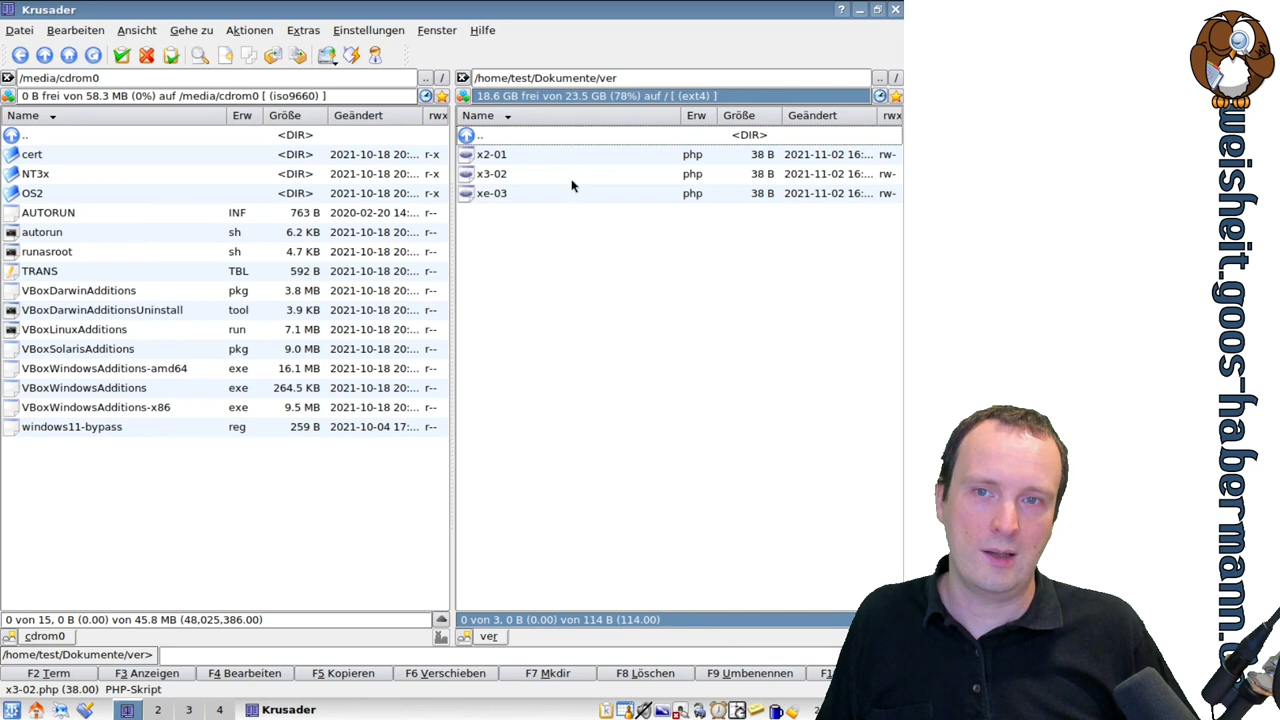 Krusader
Datei Bearbeiten Ansicht Gehe zu Aktionen Extras Einstellungen Fenster Hilfe
/media/cdrom0
.. /
/home/test/Dokumente/ver
.. /
0 B frei von 58.3 MB (0%) auf /media/cdrom0 [ (iso9660) ]
18.6 GB frei von 23.5 GB (78%) auf / [ (ext4) ]
Name Erw Größe Geändert rwx
.. <DIR>
cert <DIR> 2021-10-18 20:... r-x
NT3x <DIR> 2021-10-18 20:... r-x
OS2 <DIR> 2021-10-18 20:... r-x
AUTORUN INF 763 B 2020-02-20 14:... r--
autorun sh 6.2 KB 2021-10-18 20:... r--
runasroot sh 4.7 KB 2021-10-18 20:... r--
TRANS TBL 592 B 2021-10-18 20:... r--
VBoxDarwinAdditions pkg 3.8 MB 2021-10-18 20:... r--
VBoxDarwinAdditionsUninstall tool 3.9 KB 2021-10-18 20:... r--
VBoxLinuxAdditions run 7.1 MB 2021-10-18 20:... r--
VBoxSolarisAdditions pkg 9.0 MB 2021-10-18 20:... r--
VBoxWindowsAdditions-amd64 exe 16.1 MB 2021-10-18 20:... r--
VBoxWindowsAdditions exe 264.5 KB 2021-10-18 20:... r--
VBoxWindowsAdditions-x86 exe 9.5 MB 2021-10-18 20:... r--
windows11-bypass reg 259 B 2021-10-04 17:... r--
Name Erw Größe Geändert rwx
.. <DIR>
x2-01 php 38 B 2021-11-02 16:... rw-
x3-02 php 38 B 2021-11-02 16:... rw-
xe-03 php 38 B 2021-11-02 16:... rw-
0 von 15, 0 B (0.00) von 45.8 MB (48,025,386.00)
0 von 3, 0 B (0.00) von 114 B (114.00)
cdrom0
ver
/home/test/Dokumente/ver>
F2 Term F3 Anzeigen F4 Bearbeiten F5 Kopieren F6 Verschieben F7 Mkdir F8 Löschen F9 Umbenennen
x3-02.php (38.00) PHP-Skript
2 3 4 Krusader
weisheit.goos-habermann.